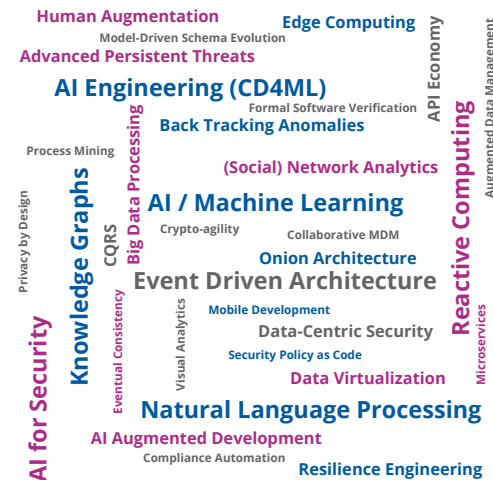 Human Augmentation
Edge Computing
Model-Driven Schema Evolution
Advanced Persistent Threats
API Economy
Augmented Data Management
AI Engineering (CD4ML)
Formal Software Verification
Back Tracking Anomalies
Process Mining
Big Data Processing
(Social) Network Analytics
Reactive Computing
Knowledge Graphs
Privacy by Design
AI / Machine Learning
CQRS
Crypto-agility
Collaborative MDM
Onion Architecture
Event Driven Architecture
Eventual Consistency
Visual Analytics
Mobile Development
Data-Centric Security
Microservices
AI for Security
Security Policy as Code
Data Virtualization
Natural Language Processing
AI Augmented Development
Compliance Automation
Resilience Engineering